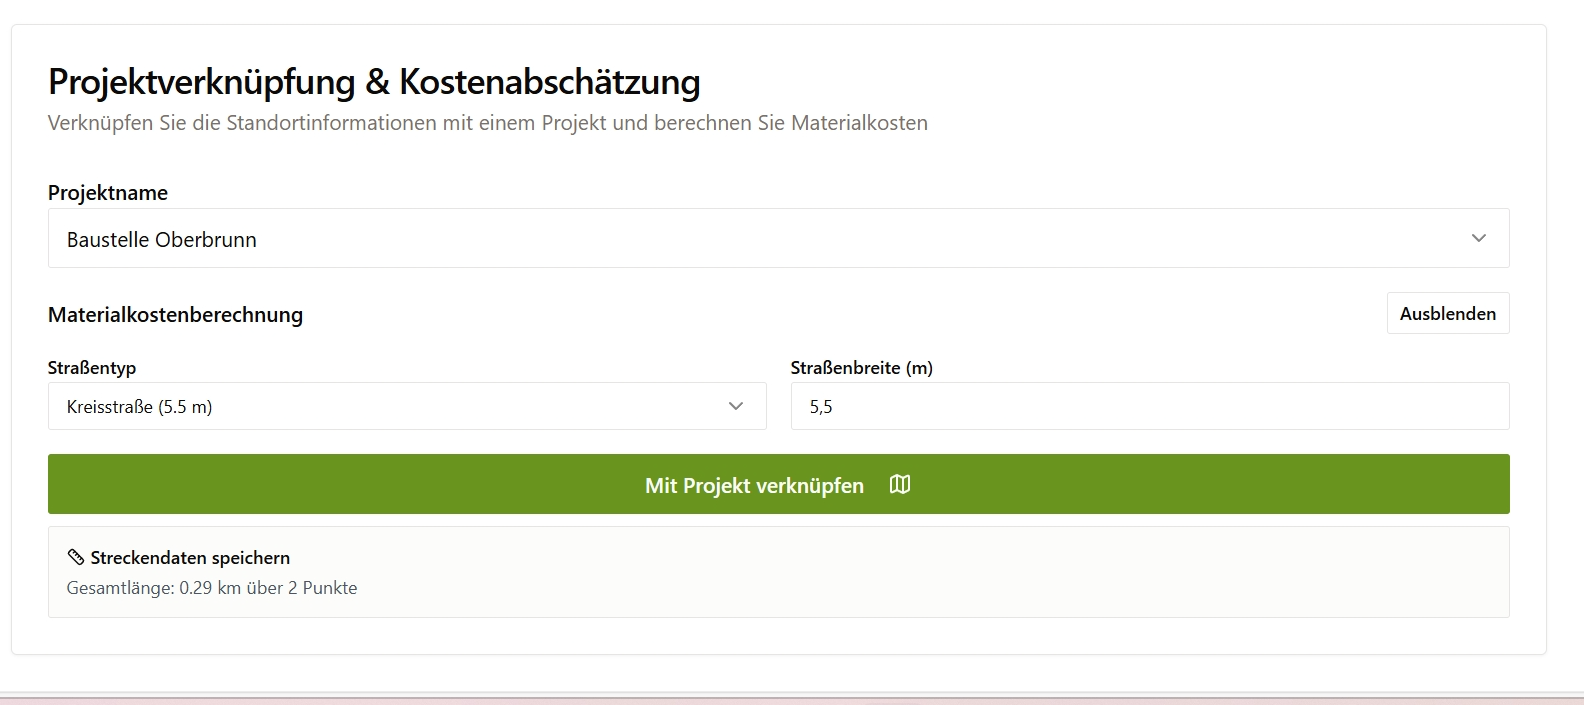 Projektverknüpfung & Kostenabschätzung
Verknüpfen Sie die Standortinformationen mit einem Projekt und berechnen Sie Materialkosten
Projektname
Baustelle Oberbrunn
Materialkostenberechnung
Ausblenden
Straßentyp
Straßenbreite (m)
Kreisstraße (5.5 m)
5,5
Mit Projekt verknüpfen
Streckendaten speichern
Gesamtlänge: 0.29 km über 2 Punkte